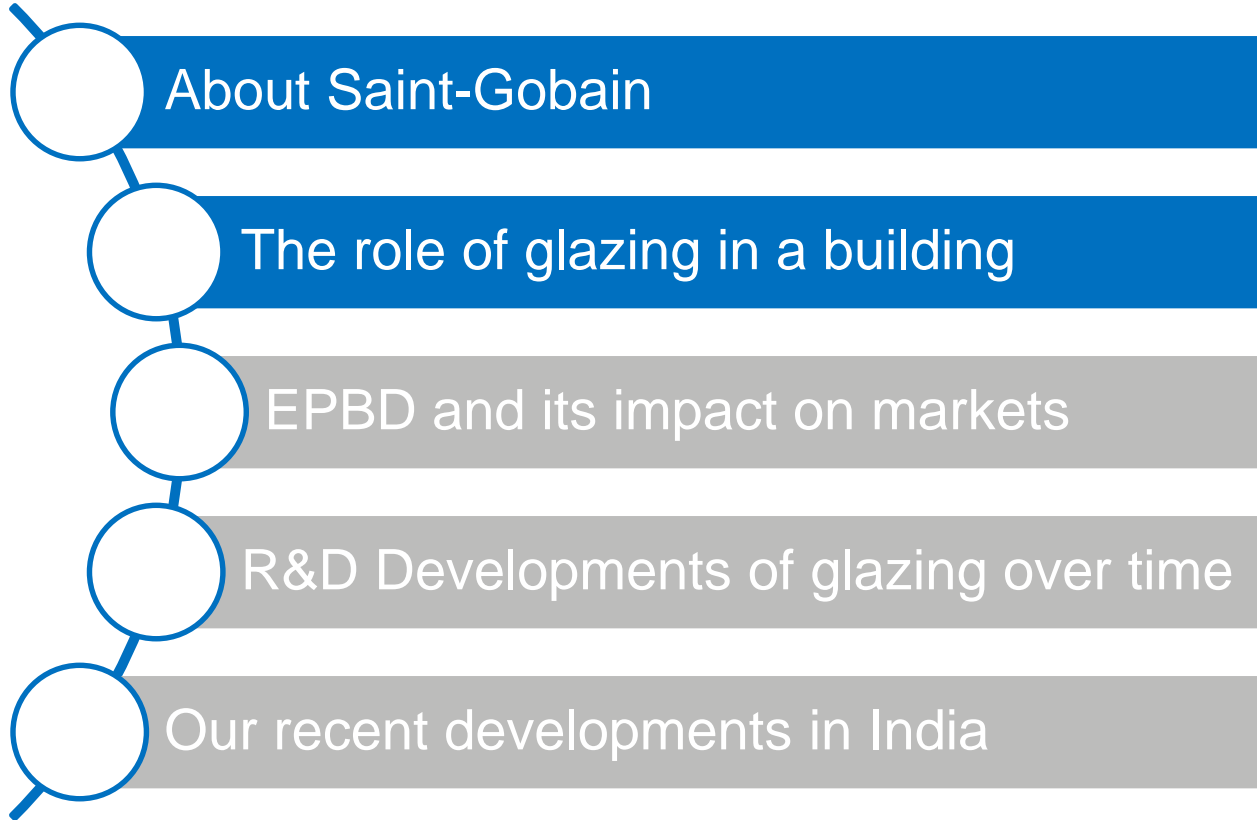 About Saint-Gobain
The role of glazing in a building
EPBD and its impact on markets
R&D Developments of glazing over time
Our recent developments in India